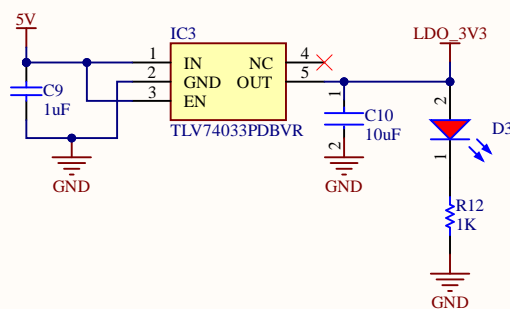 5V
IC3
LDO_3V3
1 IN NC 4
2 GND OUT 5
3 EN
TLV74033PDBVR
C9
1uF
GND
1
C10
10uF
2
GND
2
D3
1
R12
1K
GND